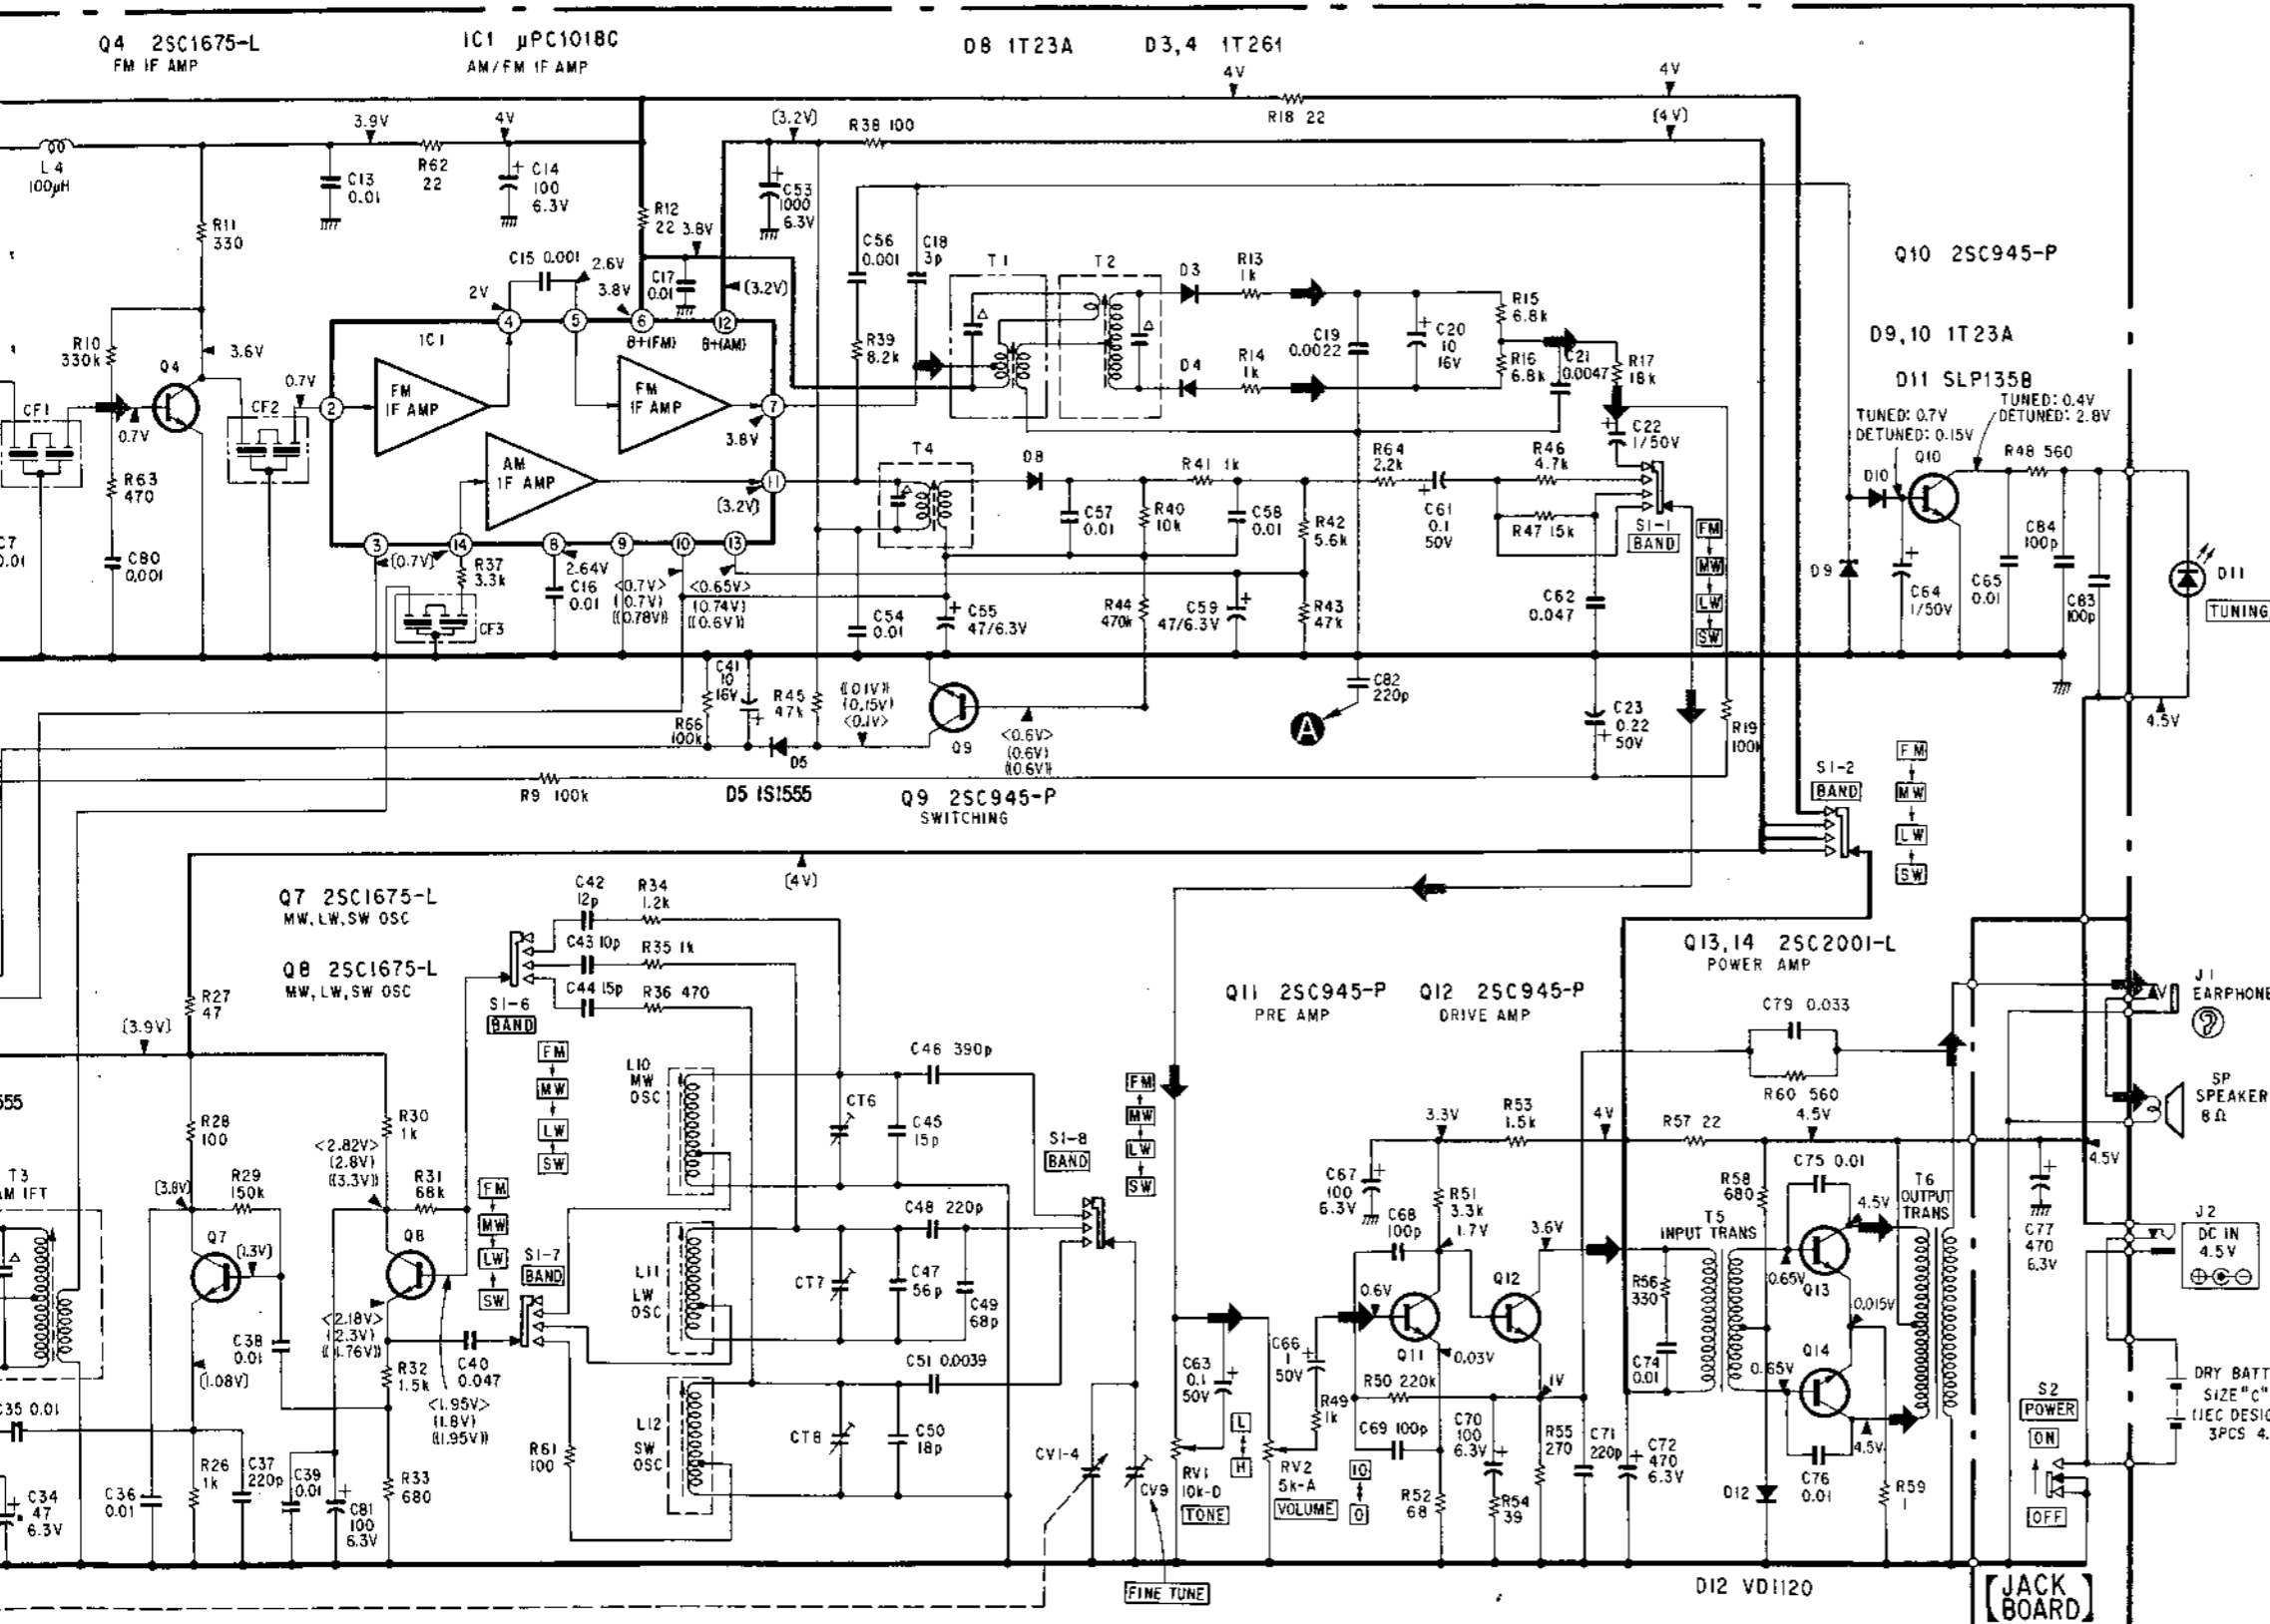 Q4 2SC1675-L
FM IF AMP
IC1 μPC1018C
AM/FM IF AMP
D8 1T23A
D3,4 1T261
4V
4V
R18 22
(4V)
3.9V
4V
(3.2V)
R38 100
L4
100μH
R62
22
C13
0.01
C14
100
6.3V
C53
1000
6.3V
R11
330
R12
22
3.8V
C15 0.001
2.6V
C17
0.01
3.8V
2V
(3.2V)
C56
0.001
C18
3p
T1
T2
D3
R13
1k
R15
6.8k
Q10 2SC945-P
R10
330k
3.6V
Q4
IC1
4
5
6
12
B+(FM)
B+(AM)
R39
8.2k
C19
0.0022
C20
10
16V
R14
1k
D4
R16
6.8k
C21
0.0047
R17
18k
D9,10 1T23A
D11 SLP135B
TUNED: 0.4V
DETUNED: 2.8V
TUNED: 0.7V
DETUNED: 0.15V
FM
IF AMP
FM
IF AMP
0.7V
2
7
3.8V
CF1
0.7V
CF2
C22
1/50V
AM
IF AMP
11
(3.2V)
T4
D8
R41 1k
R64
2.2k
R46
4.7k
Q10
R48 560
D10
R63
470
C57
0.01
R40
10k
C58
0.01
R42
5.6k
C61
0.1
50V
R47 15k
S1-1
BAND
FM
MW
LW
SW
C84
100p
C7
0.01
C80
0.001
3
14
8
9
10
13
(0.7V)
R37
3.3k
2.64V
C16
0.01
<0.7V>
(0.7V)
((0.78V))
<0.65V>
(0.74V)
((0.6V))
CF3
C54
0.01
C55
47/6.3V
R44
470k
C59
47/6.3V
R43
47k
C62
0.047
D9
C64
1/50V
C65
0.01
C83
100p
D11
TUNING
C41
10
16V
R66
100k
R45
47k
((0.1V))
(0.15V)
<0.1V>
D5
Q9
<0.6V>
(0.6V)
((0.6V))
C82
220p
A
C23
0.22
50V
R19
100k
4.5V
R9 100k
D5 1S1555
Q9 2SC945-P
SWITCHING
S1-2
BAND
FM
MW
LW
SW
(4V)
Q7 2SC1675-L
MW, LW, SW OSC
Q8 2SC1675-L
MW, LW, SW OSC
C42
12p
R34
1.2k
C43 10p
R35 1k
C44 15p
R36 470
S1-6
BAND
FM
MW
LW
SW
R27
47
(3.9V)
Q11 2SC945-P
PRE AMP
Q12 2SC945-P
DRIVE AMP
Q13,14 2SC2001-L
POWER AMP
C79 0.033
R60 560
4.5V
J1
EARPHONE
SP
SPEAKER
8Ω
L10
MW
OSC
C46 390p
CT6
C45
15p
FM
MW
LW
SW
S1-8
BAND
R28
100
R30
1k
<2.82V>
(2.8V)
((3.3V))
R31
68k
FM
MW
LW
SW
3.3V
R53
1.5k
4V
R57 22
C67
100
6.3V
R51
3.3k
C68
100p
1.7V
3.6V
R58
680
C75 0.01
T6
OUTPUT
TRANS
4.5V
4.5V
C77
470
6.3V
J2
DC IN
4.5V
T3
AM IFT
(3.8V)
R29
150k
Q7
(1.3V)
Q8
S1-7
BAND
C48 220p
L11
LW
OSC
CT7
C47
56p
C49
68p
T5
INPUT TRANS
0.6V
Q12
R56
330
0.65V
Q13
0.015V
Q14
0.65V
C38
0.01
<2.18V>
(2.3V)
R32
1.5k
C40
0.047
<1.95V>
(1.8V)
((1.95V))
(1.08V)
C35 0.01
C51 0.0039
L12
SW
OSC
CT8
C50
18p
R61
100
CV1-4
CV9
C63
0.1
50V
C66
1
50V
R49
1k
Q11
0.03V
R50 220k
1V
C69 100p
C70
100
6.3V
R55
270
C71
220p
C74
0.01
C72
470
6.3V
4.5V
C76
0.01
R59
1
D12
S2
POWER
ON
OFF
DRY BATT
SIZE "C"
3PCS 4.
R26
1k
C37
220p
C36
0.01
C39
0.01
C81
100
6.3V
R33
680
C34
47
6.3V
L
H
RV1
10k-D
TONE
RV2
5k-A
VOLUME
10
0
R52
68
R54
39
FINE TUNE
D12 VD1120
JACK
BOARD